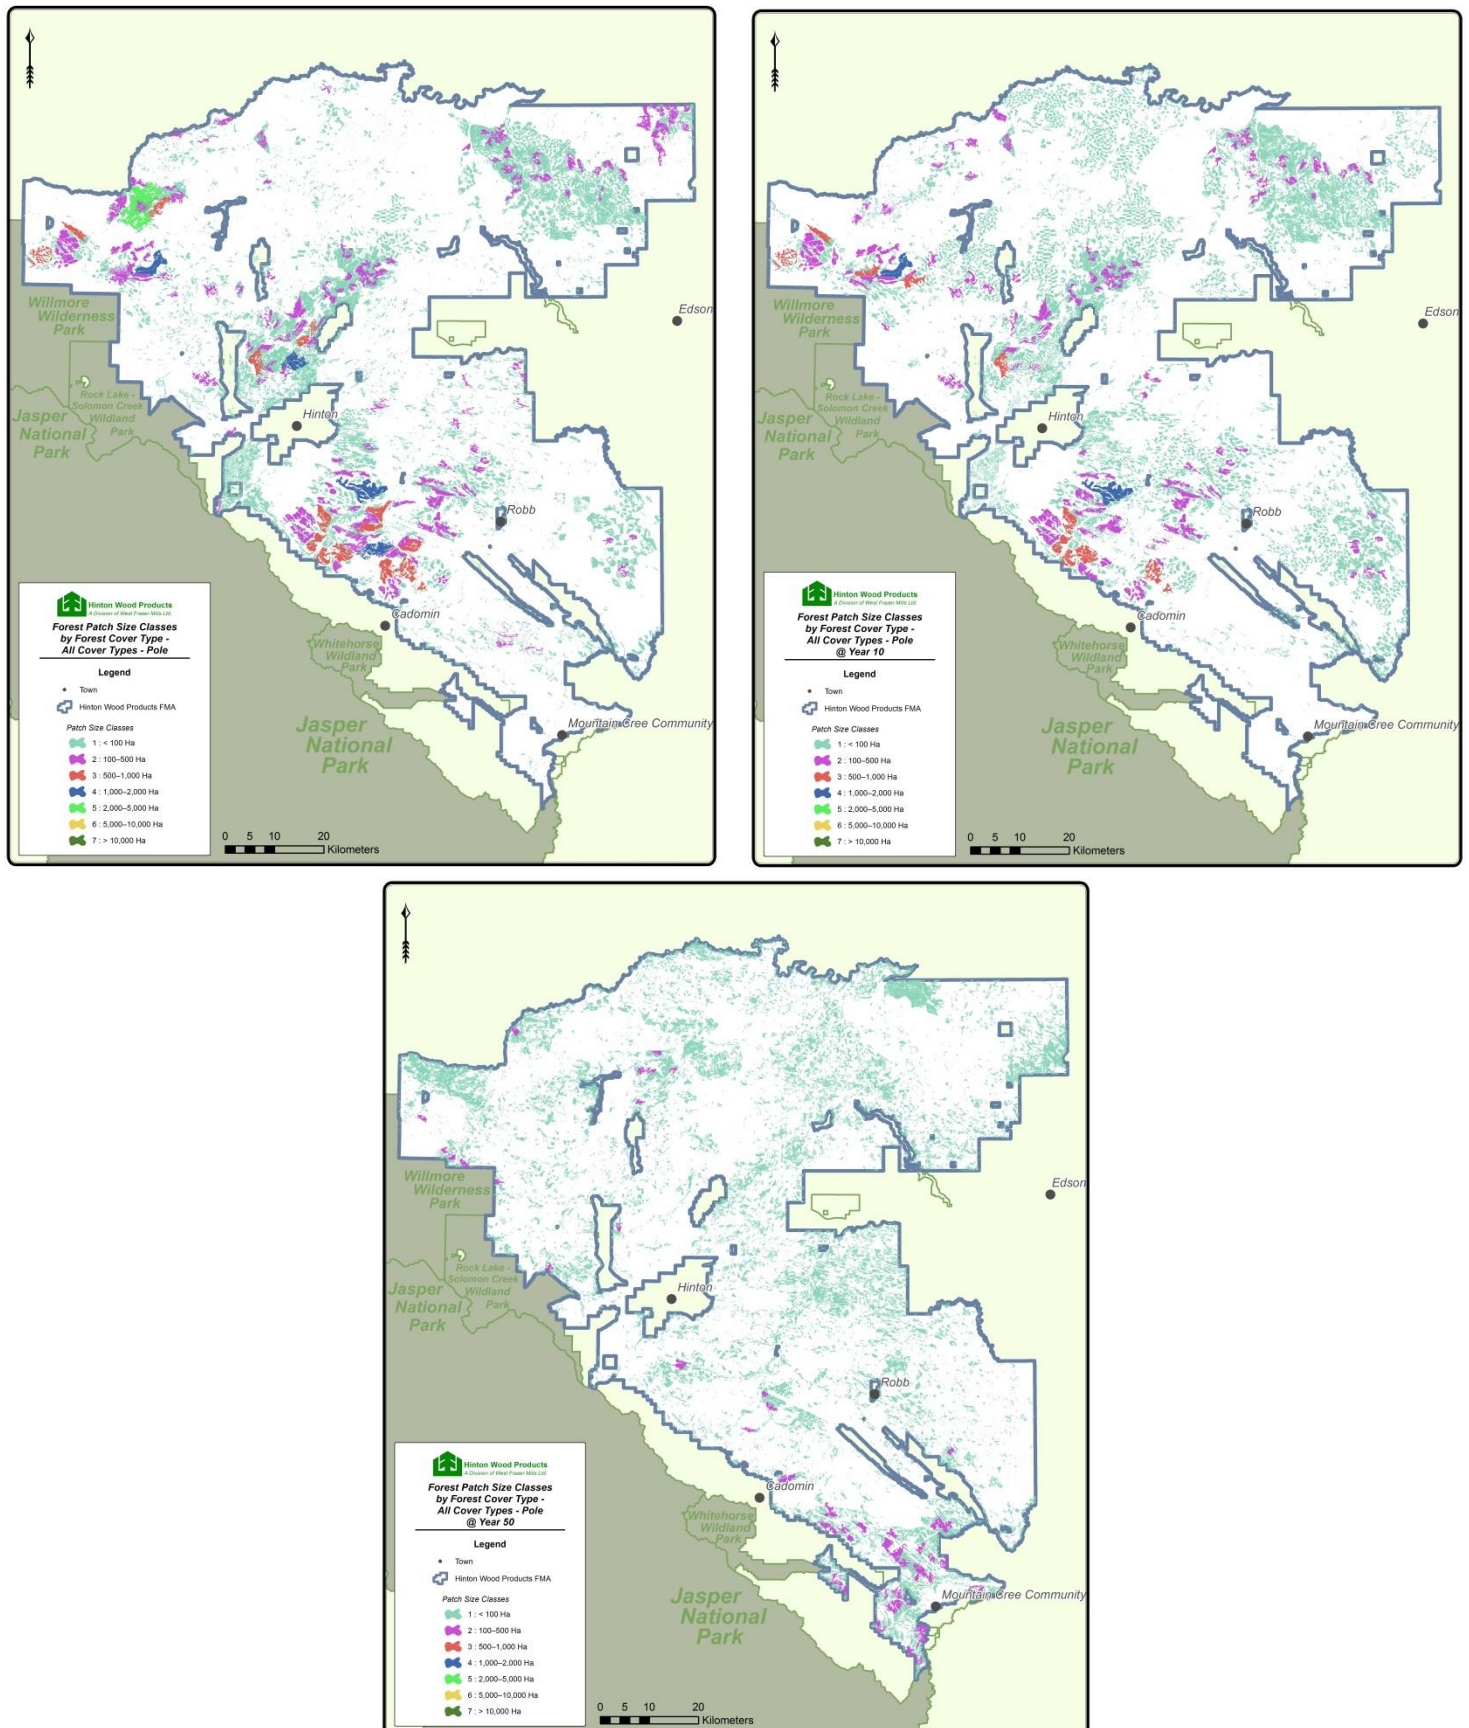 Edson
Willmore
Wilderness
Park
Rock Lake -
Solomon Creek
Wildland
Park
Jasper
National
Park
Hinton
Robb
Cadomin
Whitehorse
Wildland
Park
Mountain Cree Community
Jasper
National
Park
Hinton Wood Products
A Division of West Fraser Mills Ltd
Forest Patch Size Classes
by Forest Cover Type -
All Cover Types - Pole
Legend
Town
Hinton Wood Products FMA
Patch Size Classes
1 : < 100 Ha
2 : 100–500 Ha
3 : 500–1,000 Ha
4 : 1,000–2,000 Ha
5 : 2,000–5,000 Ha
6 : 5,000–10,000 Ha
7 : > 10,000 Ha
0 5 10 20
Kilometers
Edson
Willmore
Wilderness
Park
Rock Lake -
Solomon Creek
Wildland
Park
Jasper
National
Park
Hinton
Robb
Cadomin
Whitehorse
Wildland
Park
Mountain Cree Community
Jasper
National
Park
Hinton Wood Products
A Division of West Fraser Mills Ltd
Forest Patch Size Classes
by Forest Cover Type -
All Cover Types - Pole
@ Year 10
Legend
Town
Hinton Wood Products FMA
Patch Size Classes
1 : < 100 Ha
2 : 100–500 Ha
3 : 500–1,000 Ha
4 : 1,000–2,000 Ha
5 : 2,000–5,000 Ha
6 : 5,000–10,000 Ha
7 : > 10,000 Ha
0 5 10 20
Kilometers
Edson
Willmore
Wilderness
Park
Rock Lake -
Solomon Creek
Wildland
Park
Jasper
National
Park
Hinton
Robb
Cadomin
Whitehorse
Wildland
Park
Mountain Cree Community
Jasper
National
Park
Hinton Wood Products
A Division of West Fraser Mills Ltd
Forest Patch Size Classes
by Forest Cover Type -
All Cover Types - Pole
@ Year 50
Legend
Town
Hinton Wood Products FMA
Patch Size Classes
1 : < 100 Ha
2 : 100–500 Ha
3 : 500–1,000 Ha
4 : 1,000–2,000 Ha
5 : 2,000–5,000 Ha
6 : 5,000–10,000 Ha
7 : > 10,000 Ha
0 5 10 20
Kilometers